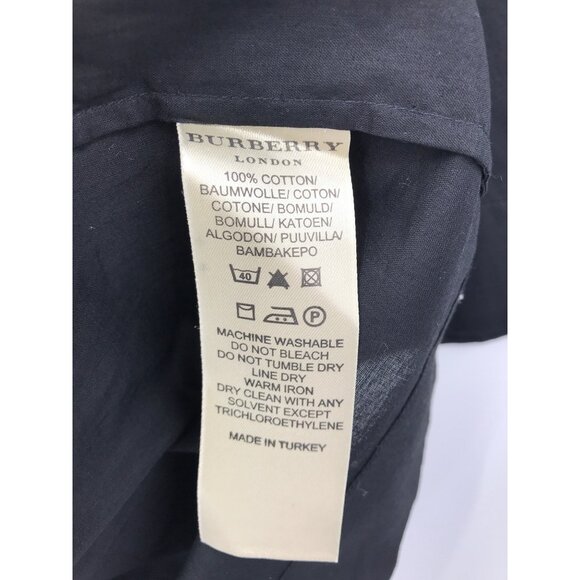 BURBERRY
LONDON
100% COTTON/
BAUMWOLLE/ COTON/
COTONE/ BOMULD/
BOMULL/ KATOEN/
ALGODON/ PUUVILLA/
BAMBAKEPO
40
P
MACHINE WASHABLE
DO NOT BLEACH
DO NOT TUMBLE DRY
LINE DRY
WARM IRON
DRY CLEAN WITH ANY
SOLVENT EXCEPT
TRICHLOROETHYLENE
MADE IN TURKEY